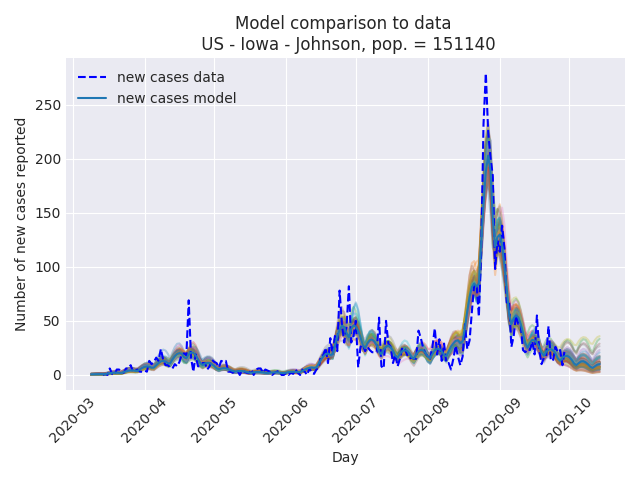 Model comparison to data
US - Iowa - Johnson, pop. = 151140
new cases data
new cases model
Number of new cases reported
250
200
150
100
50
0
2020-03
2020-04
2020-05
2020-06
2020-07
2020-08
2020-09
2020-10
Day